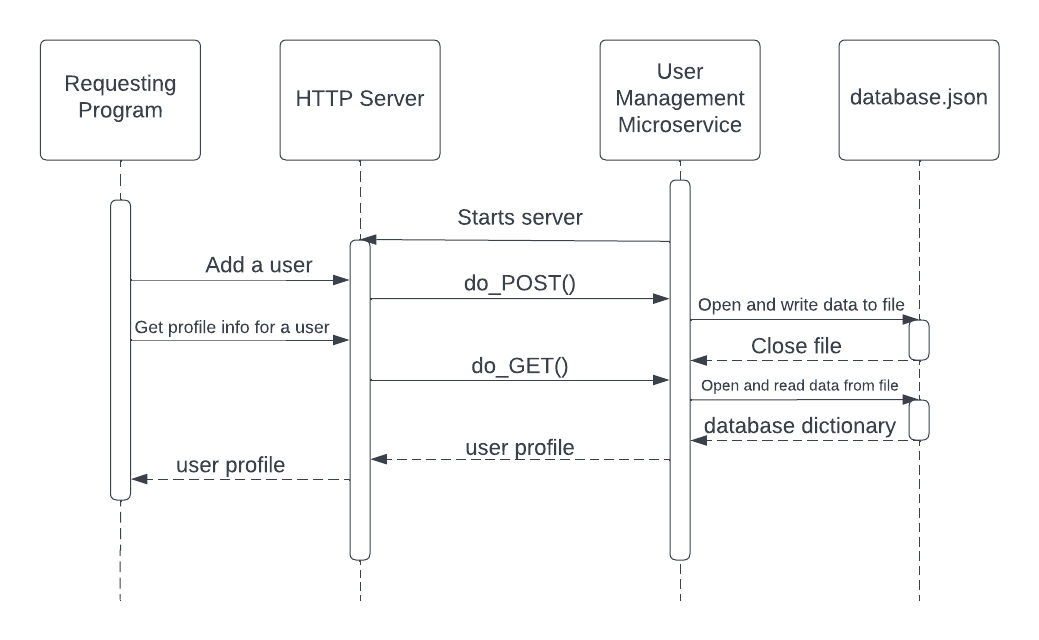 Requesting
Program
HTTP Server
User
Management
Microservice
database.json
Starts server
Add a user
do_POST()
Open and write data to file
Get profile info for a user
Close file
do_GET()
Open and read data from file
database dictionary
user profile
user profile